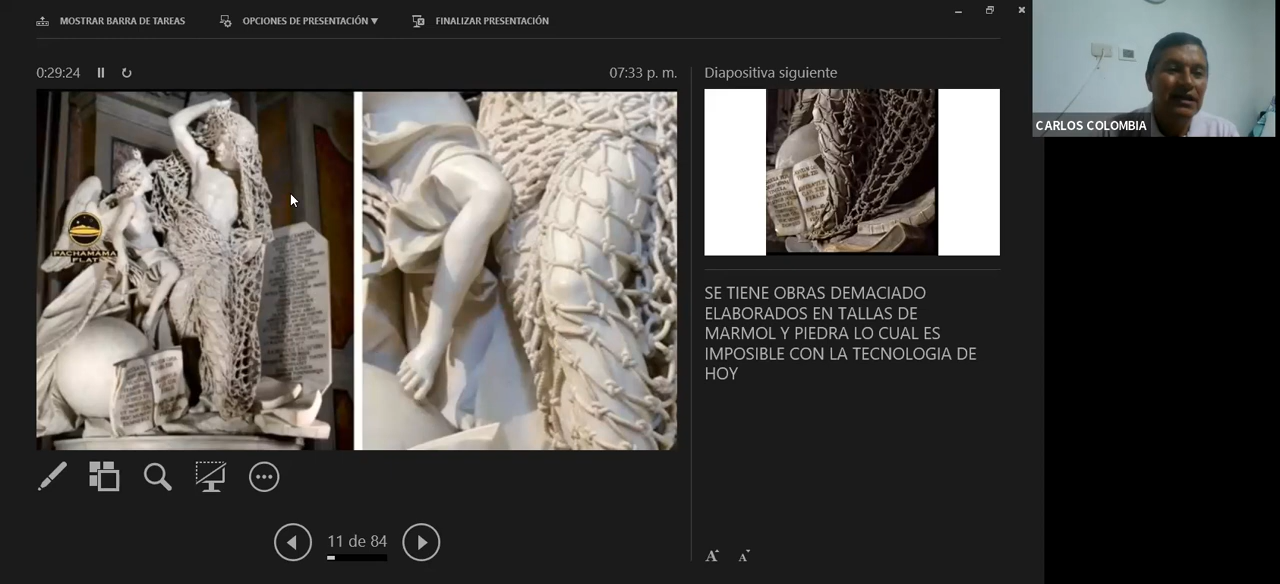 MOSTRAR BARRA DE TAREAS
OPCIONES DE PRESENTACIÓN ▼
FINALIZAR PRESENTACIÓN
0:29:24
07:33 p. m.
PACHAMAMA
FLAT
11 de 84
Diapositiva siguiente
SE TIENE OBRAS DEMACIADO
ELABORADOS EN TALLAS DE
MARMOL Y PIEDRA LO CUAL ES
IMPOSIBLE CON LA TECNOLOGIA DE
HOY
A
A
CARLOS COLOMBIA